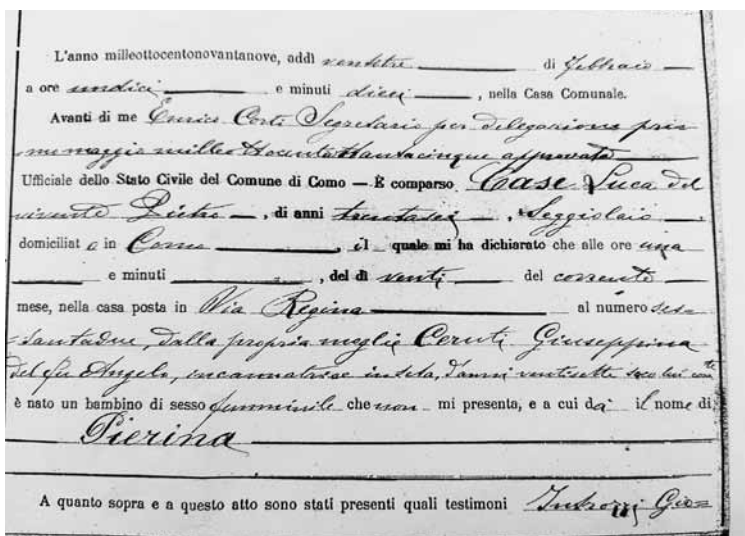 L'anno milleottocentonovantanove, addì ventitre di Febbraio
a ore undici e minuti dieci, nella Casa Comunale.
Avanti di me Enrico Corti Segretario per delegazione pri=
mo maggio milleottocentottantacinque approvata
Ufficiale dello Stato Civile del Comune di Como — È comparso Case Luca del
vivente Pietro, di anni trentasei, Seggiolaio,
domiciliato in Como, il quale mi ha dichiarato che alle ore una
e minuti , del dì venti del corrente
mese, nella casa posta in Via Regina al numero ses=
santadue, dalla propria moglie Ceruti Giuseppina
del fu Angelo, incannatrice in seta, d'anni ventisette seco lui conte
è nato un bambino di sesso femminile che non mi presenta, e a cui dà il nome di
Pierina
A quanto sopra e a questo atto sono stati presenti quali testimoni Introzzi Gio=